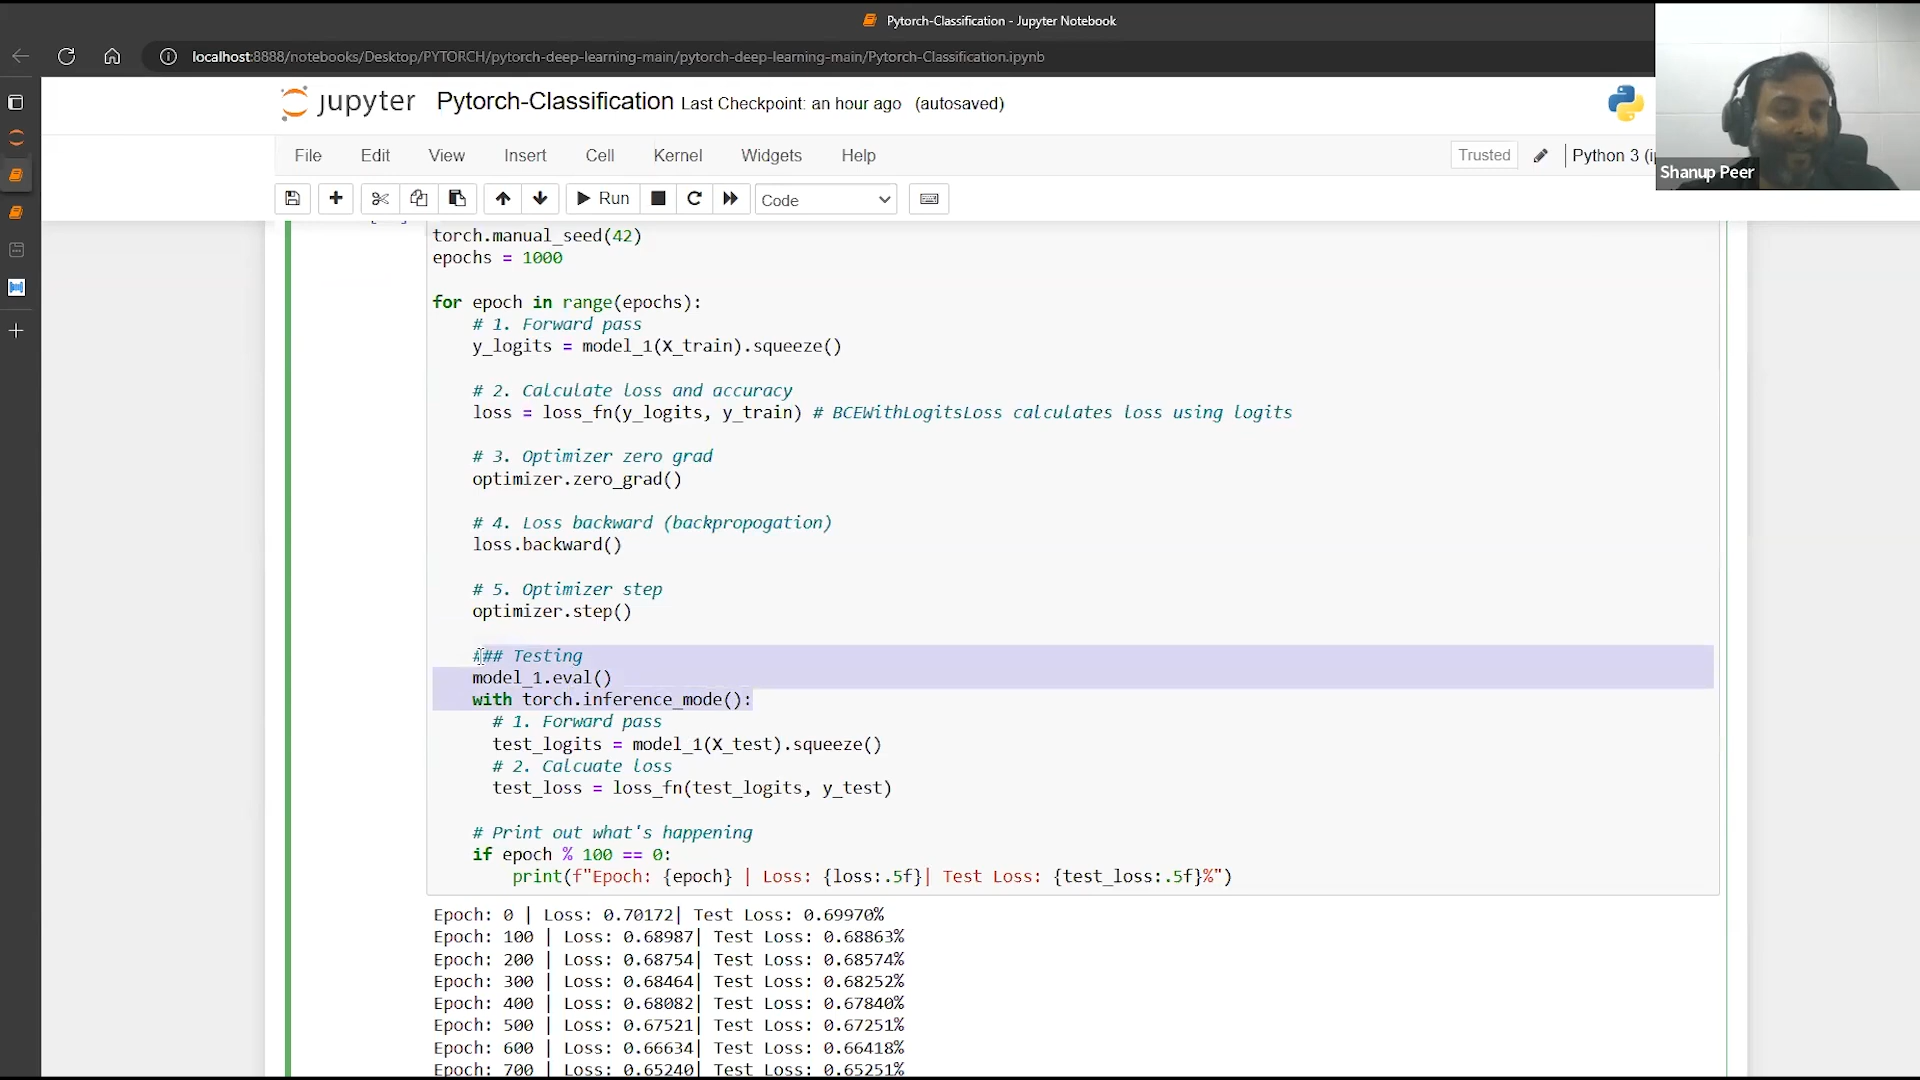 Pytorch-Classification - Jupyter Notebook
localhost:8888/notebooks/Desktop/PYTORCH/pytorch-deep-learning-main/pytorch-deep-learning-main/Pytorch-Classification.ipynb
jupyter Pytorch-Classification Last Checkpoint: an hour ago (autosaved)
Shanup Peer
File Edit View Insert Cell Kernel Widgets Help Trusted Python 3 (i
Run Code
torch.manual_seed(42)
epochs = 1000
for epoch in range(epochs):
# 1. Forward pass
y_logits = model_1(X_train).squeeze()
# 2. Calculate loss and accuracy
loss = loss_fn(y_logits, y_train) # BCEWithLogitsLoss calculates loss using logits
# 3. Optimizer zero grad
optimizer.zero_grad()
# 4. Loss backward (backpropogation)
loss.backward()
# 5. Optimizer step
optimizer.step()
### Testing
model_1.eval()
with torch.inference_mode():
# 1. Forward pass
test_logits = model_1(X_test).squeeze()
# 2. Calcuate loss
test_loss = loss_fn(test_logits, y_test)
# Print out what's happening
if epoch % 100 == 0:
print(f"Epoch: {epoch} | Loss: {loss:.5f}| Test Loss: {test_loss:.5f}%")
Epoch: 0 | Loss: 0.70172| Test Loss: 0.69970%
Epoch: 100 | Loss: 0.68987| Test Loss: 0.68863%
Epoch: 200 | Loss: 0.68754| Test Loss: 0.68574%
Epoch: 300 | Loss: 0.68464| Test Loss: 0.68252%
Epoch: 400 | Loss: 0.68082| Test Loss: 0.67840%
Epoch: 500 | Loss: 0.67521| Test Loss: 0.67251%
Epoch: 600 | Loss: 0.66634| Test Loss: 0.66418%
Epoch: 700 | Loss: 0.65240| Test Loss: 0.65251%